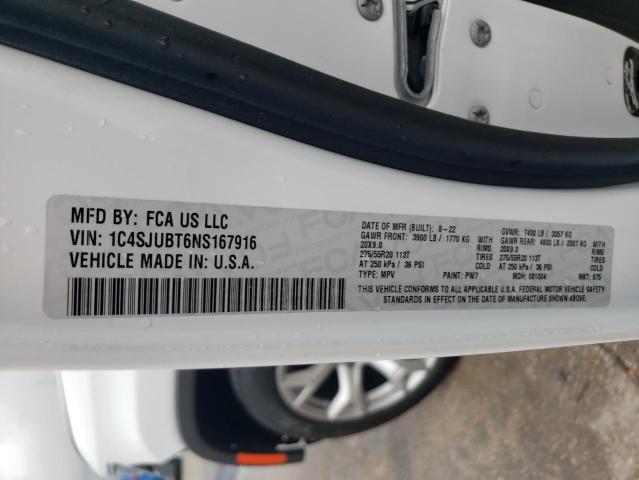 MFD BY: FCA US LLC
VIN: 1C4SJUBT6NS167916
VEHICLE MADE IN: U.S.A.
DATE OF MFR (BUILT): 8-22 GVWR: 7400 LB / 3357 KG
GAWR FRONT: 3900 LB / 1770 KG WITH GAWR REAR: 4600 LB / 2087 KG WITH
20X9.0 RIMS 20X9.0 RIMS
275/55R20 113T TIRES 275/55R20 113T TIRES
AT 250 kPa / 36 PSI COLD AT 250 kPa / 36 PSI COLD
TYPE: MPV PAINT: PW7 MDH: 081004 MKT: 875
THIS VEHICLE CONFORMS TO ALL APPLICABLE U.S.A. FEDERAL MOTOR VEHICLE SAFETY
STANDARDS IN EFFECT ON THE DATE OF MANUFACTURE SHOWN ABOVE.